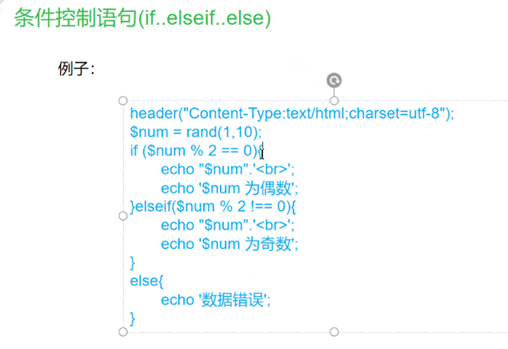 条件控制语句(if..elseif..else)
例子：
header("Content-Type:text/html;charset=utf-8");
$num = rand(1,10);
if ($num % 2 == 0){
echo "$num".'<br>';
echo '$num 为偶数';
}elseif($num % 2 !== 0){
echo "$num".'<br>';
echo '$num 为奇数';
}
else{
echo '数据错误';
}